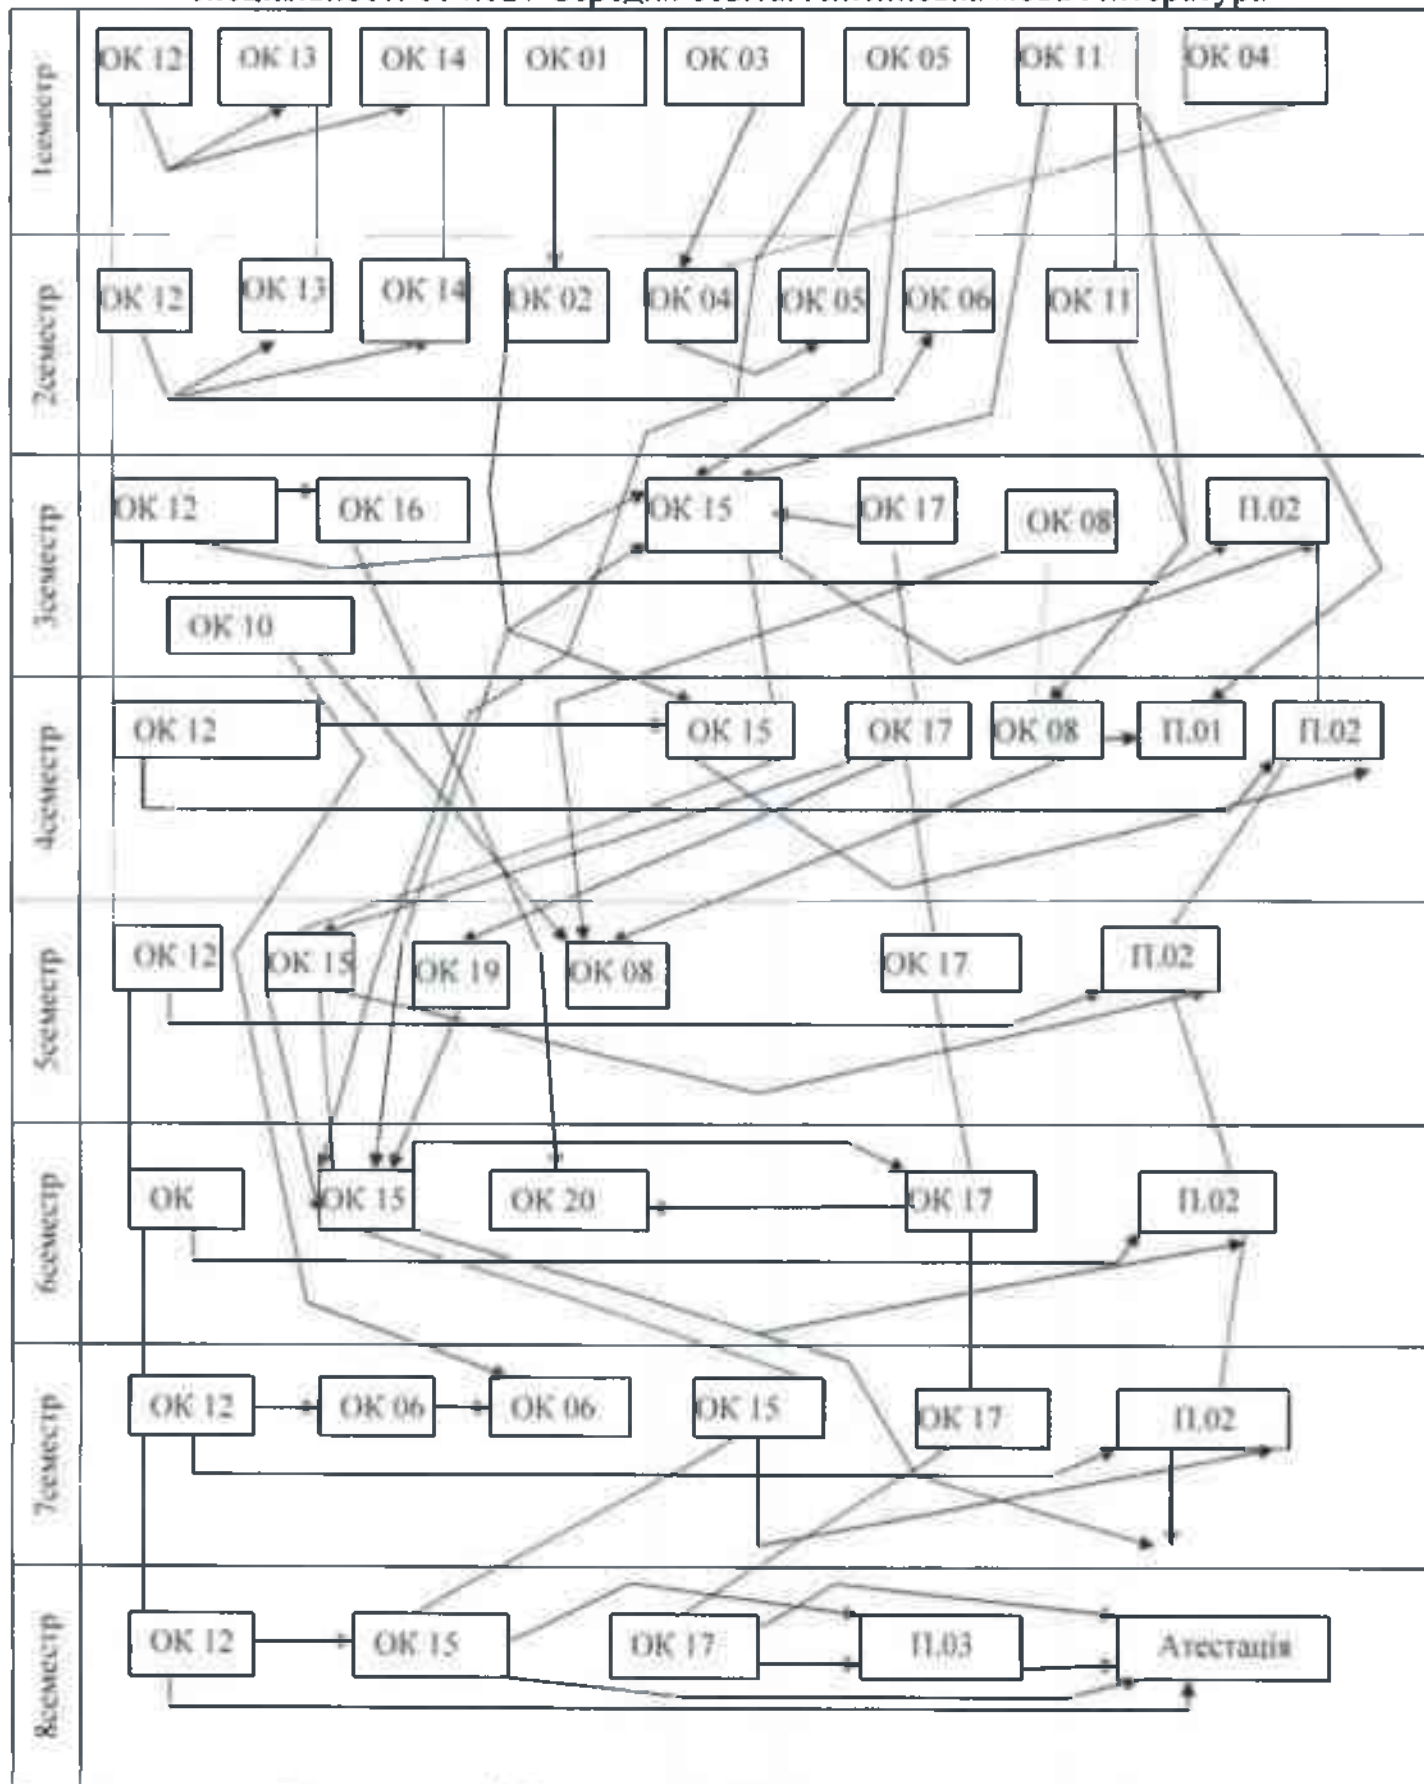 1семестр
ОК 12 ОК 13 ОК 14 ОК 01 ОК 03 ОК 05 ОК 11 ОК 04
2семестр
ОК 12 ОК 13 ОК 14 ОК 02 ОК 04 ОК 05 ОК 06 ОК 11
3семестр
ОК 12 ОК 16 ОК 15 ОК 17 ОК 08 П.02
ОК 10
4семестр
ОК 12 ОК 15 ОК 17 ОК 08 П.01 П.02
5семестр
ОК 12 ОК 15 ОК 19 ОК 08 ОК 17 П.02
6семестр
ОК ОК 15 ОК 20 ОК 17 П.02
7семестр
ОК 12 ОК 06 ОК 06 ОК 15 ОК 17 П.02
8семестр
ОК 12 ОК 15 ОК 17 П.03 Атестація